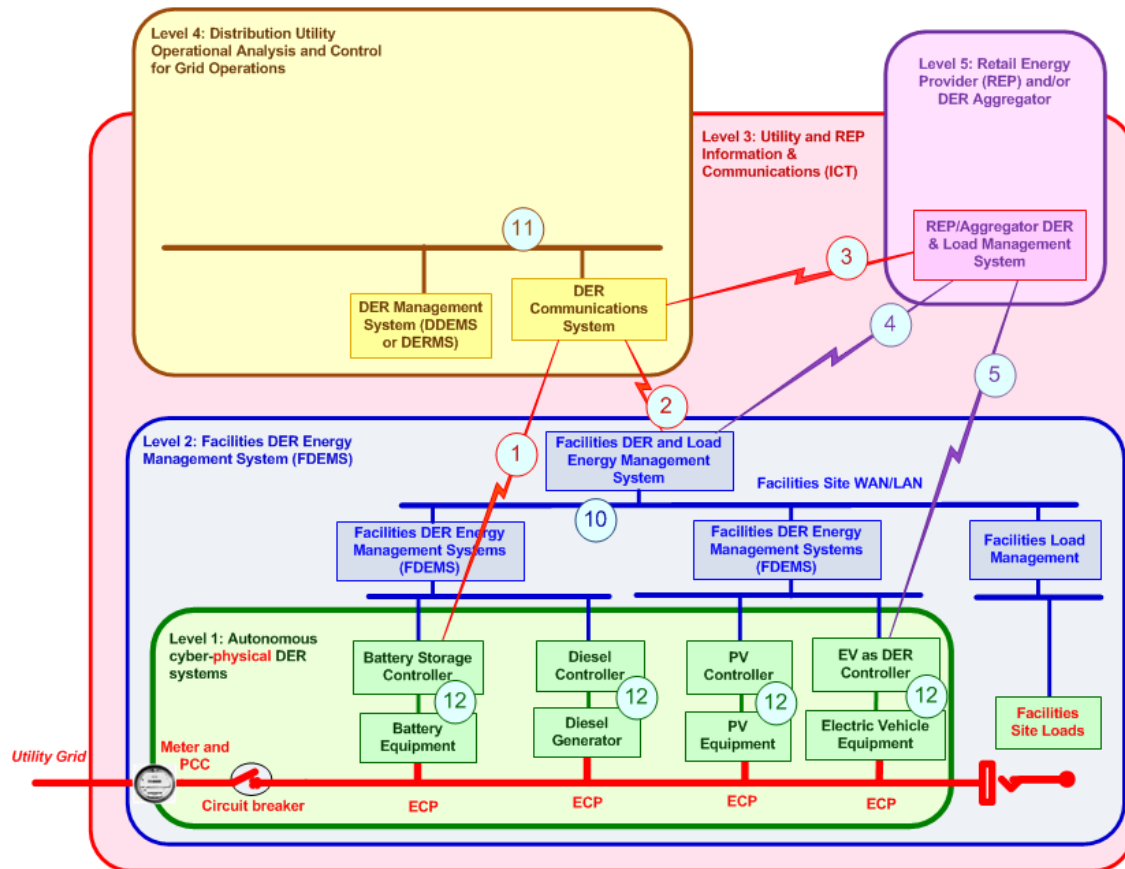 Level 4: Distribution Utility
Operational Analysis and Control
for Grid Operations
Level 5: Retail Energy
Provider (REP) and/or
DER Aggregator
Level 3: Utility and REP
Information &
Communications (ICT)
11
REP/Aggregator DER
& Load Management
System
3
DER Management
System (DDEMS
or DERMS)
DER
Communications
System
4
5
2
1
Level 2: Facilities DER Energy
Management System (FDEMS)
Facilities DER and Load
Energy Management
System
Facilities Site WAN/LAN
10
Facilities DER Energy
Management Systems
(FDEMS)
Facilities DER Energy
Management Systems
(FDEMS)
Facilities Load
Management
Level 1: Autonomous
cyber-physical DER
systems
Battery Storage
Controller
Diesel
Controller
PV
Controller
EV as DER
Controller
12
12
12
12
Battery
Equipment
Diesel
Generator
PV
Equipment
Electric Vehicle
Equipment
Facilities
Site Loads
Utility Grid
Meter and
PCC
Circuit breaker
ECP
ECP
ECP
ECP